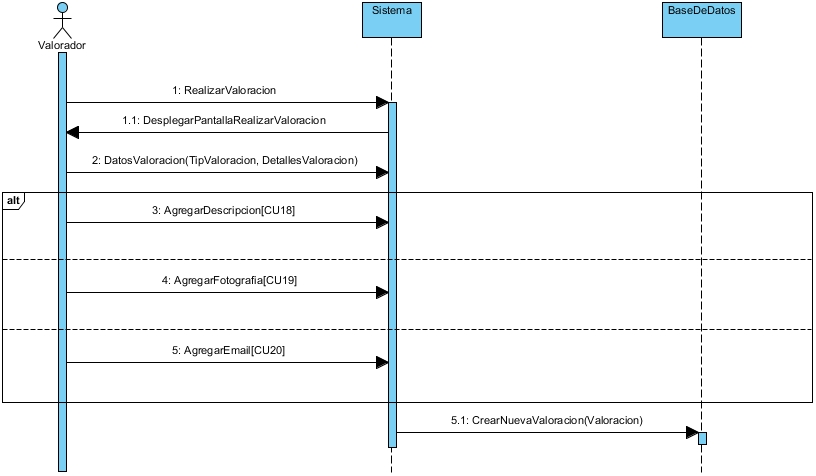 Valorador
Sistema
BaseDeDatos
1: RealizarValoracion
1.1: DesplegarPantallaRealizarValoracion
2: DatosValoracion(TipValoracion, DetallesValoracion)
alt
3: AgregarDescripcion[CU18]
4: AgregarFotografia[CU19]
5: AgregarEmail[CU20]
5.1: CrearNuevaValoracion(Valoracion)